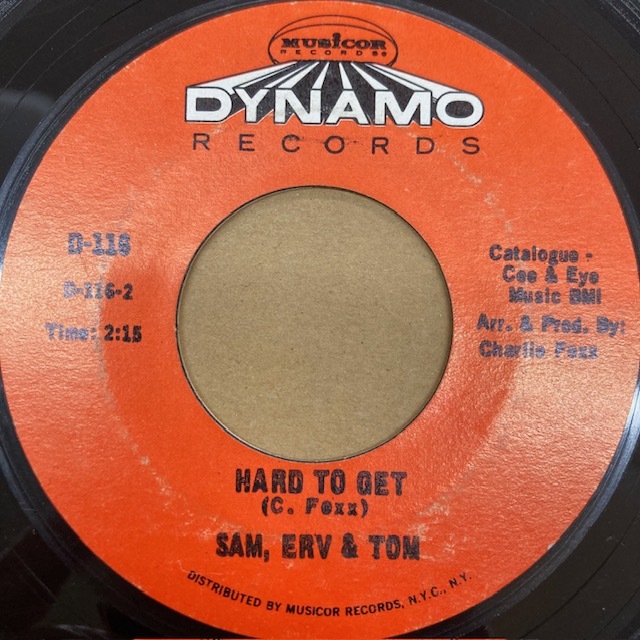 MUSICOR
RECORDS
DYNAMO
RECORDS
D-116
D-116-2
Time: 2:15
Catalogue -
Cee & Eye
Music BMI
Arr. & Prod. By:
Charlie Foxx
HARD TO GET
(C. Foxx)
SAM, ERV & TOM
DISTRIBUTED BY MUSICOR RECORDS, N.Y.C., N.Y.